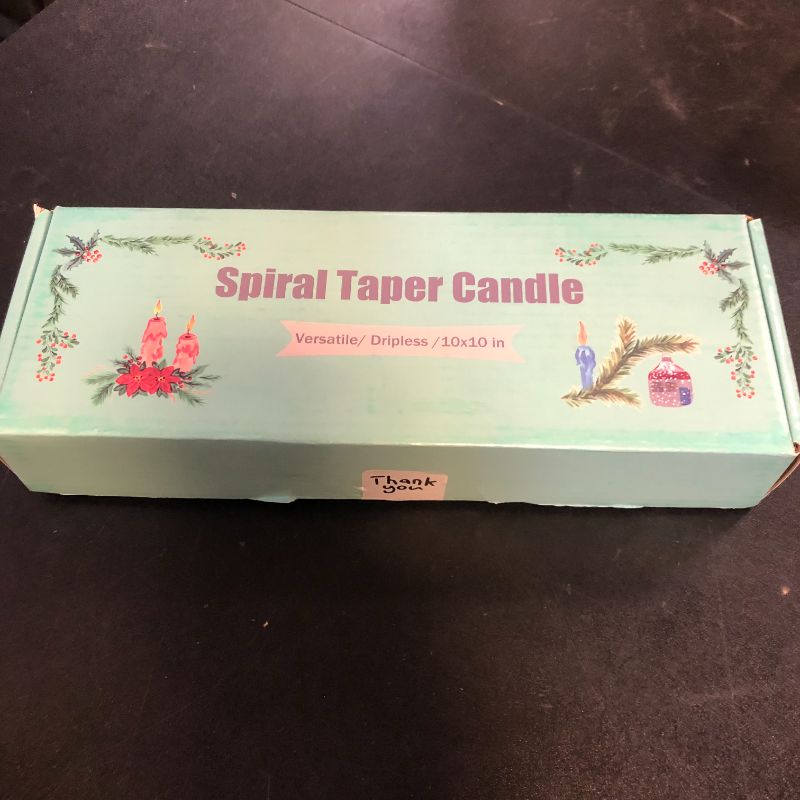 Spiral Taper Candle
Versatile/ Dripless /10x10 in
Thank
you